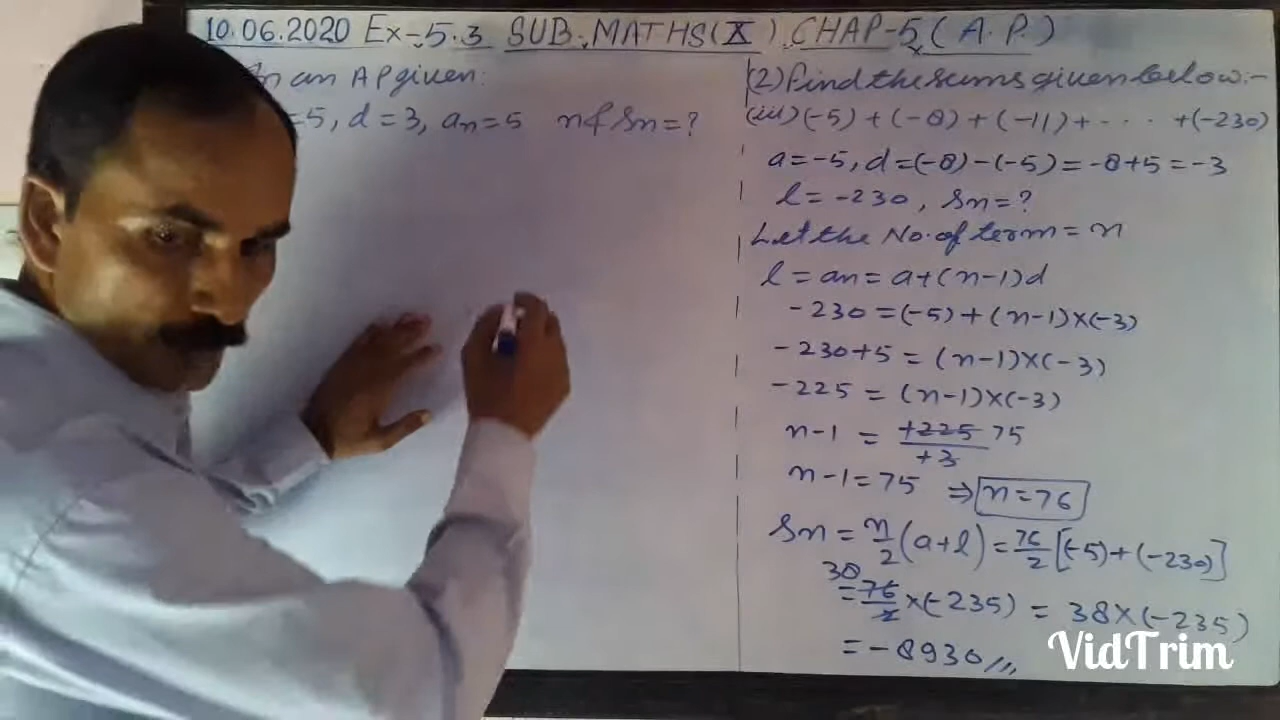 10.06.2020 Ex-5.3 SUB. MATHS(X) CHAP-5 (A.P.)
In an AP given:
=5, d=3, an=5 n & Sn=?
(2) Find the sums given below:-
(iii) (-5)+(-8)+(-11)+ .... +(-230)
a=-5, d=(-8)-(-5)=-8+5=-3
l=-230, Sn=?
Let the No. of term = n
l = an = a+(n-1)d
-230 = (-5)+(n-1)×(-3)
-230+5 = (n-1)×(-3)
-225 = (n-1)×(-3)
n-1 = +225/+3 75
n-1=75 ⇒ n=76
Sn = n/2 (a+l) = 76/2 [(-5)+(-230)]
38
= 76/2 ×(-235) = 38×(-235)
= -8930
VidTrim